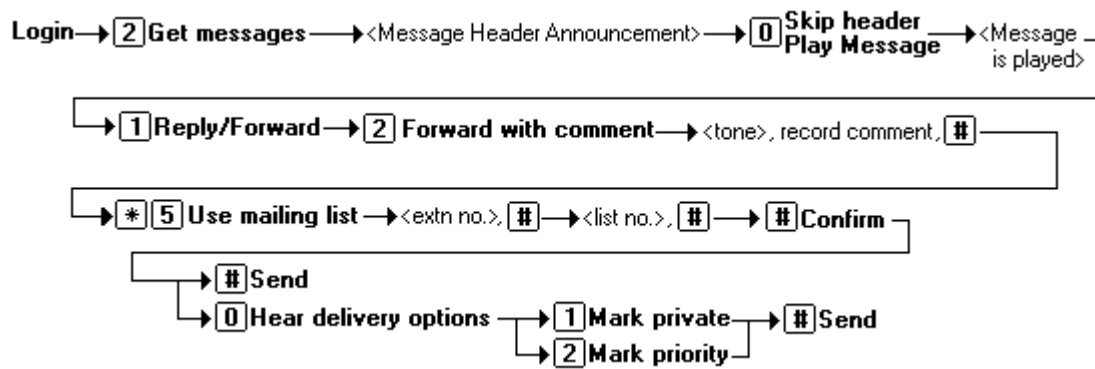 Login 2 Get messages <Message Header Announcement> 0 Skip header Play Message <Message is played>
1 Reply/Forward 2 Forward with comment <tone>, record comment, #
* 5 Use mailing list <extn no.>, # <list no.>, # # Confirm
# Send
0 Hear delivery options 1 Mark private # Send
2 Mark priority